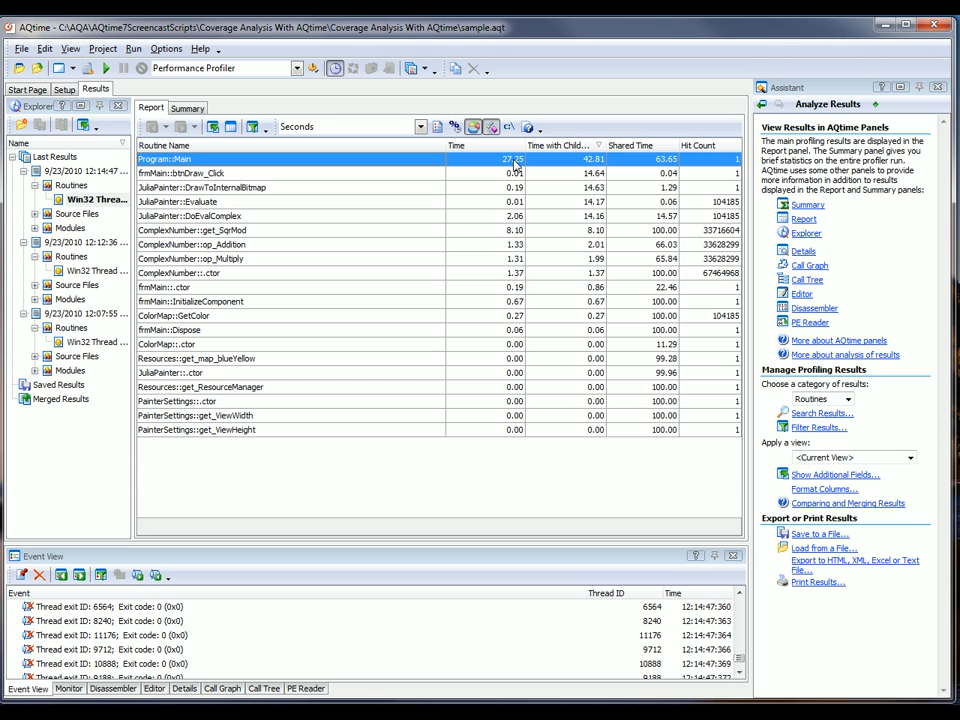 AQtime - C:\AQA\AQtime7ScreencastScripts\Coverage Analysis With AQtime\Coverage Analysis With AQtime\sample.aqt
File Edit View Project Run Options Help
Performance Profiler
Start Page Setup Results
Explorer
Name
Last Results
9/23/2010 12:14:47 ...
Routines
Win32 Threa...
Source Files
Modules
9/23/2010 12:12:36 ...
Routines
Win32 Thread ...
Source Files
Modules
9/23/2010 12:07:55 ...
Routines
Win32 Thread ...
Source Files
Modules
Saved Results
Merged Results
Report Summary
Seconds
Routine Name Time Time with Child... Shared Time Hit Count
Program::Main 27.25 42.81 63.65 1
frmMain::btnDraw_Click 0.01 14.64 0.04 1
JuliaPainter::DrawToInternalBitmap 0.19 14.63 1.29 1
JuliaPainter::Evaluate 0.01 14.17 0.06 104185
JuliaPainter::DoEvalComplex 2.06 14.16 14.57 104185
ComplexNumber::get_SqrMod 8.10 8.10 100.00 33716604
ComplexNumber::op_Addition 1.33 2.01 66.03 33628299
ComplexNumber::op_Multiply 1.31 1.99 65.84 33628299
ComplexNumber::.ctor 1.37 1.37 100.00 67464968
frmMain::.ctor 0.19 0.86 22.46 1
frmMain::InitializeComponent 0.67 0.67 100.00 1
ColorMap::GetColor 0.27 0.27 100.00 104185
frmMain::Dispose 0.06 0.06 100.00 1
ColorMap::.ctor 0.00 0.00 11.29 1
Resources::get_map_blueYellow 0.00 0.00 99.28 1
JuliaPainter::.ctor 0.00 0.00 99.96 1
Resources::get_ResourceManager 0.00 0.00 100.00 1
PainterSettings::.ctor 0.00 0.00 100.00 1
PainterSettings::get_ViewWidth 0.00 0.00 100.00 1
PainterSettings::get_ViewHeight 0.00 0.00 100.00 1
Event View
Event Thread ID Time
Thread exit ID: 6564; Exit code: 0 (0x0) 6564 12:14:47:360
Thread exit ID: 8240; Exit code: 0 (0x0) 8240 12:14:47:363
Thread exit ID: 11176; Exit code: 0 (0x0) 11176 12:14:47:364
Thread exit ID: 9712; Exit code: 0 (0x0) 9712 12:14:47:363
Thread exit ID: 10888; Exit code: 0 (0x0) 10888 12:14:47:369
Thread exit ID: 9188; Exit code: 0 (0x0) 9188 12:14:47:372
Event View Monitor Disassembler Editor Details Call Graph Call Tree PE Reader
Assistant
Analyze Results
View Results in AQtime Panels
The main profiling results are
displayed in the Report panel.
The Summary panel gives you
brief statistics on the entire
profiler run.
AQtime uses some other panels to provide
more information in addition to results
displayed in the Report and Summary panels:
Summary
Report
Explorer
Details
Call Graph
Call Tree
Editor
Disassembler
PE Reader
More about AQtime panels
More about analysis of results
Manage Profiling Results
Choose a category of results:
Routines
Search Results...
Filter Results...
Apply a view:
<Current View>
Show Additional Fields...
Format Columns...
Comparing and Merging Results
Export or Print Results
Save to a File...
Load from a File...
Export to HTML, XML, Excel or Text
File...
Print Results...